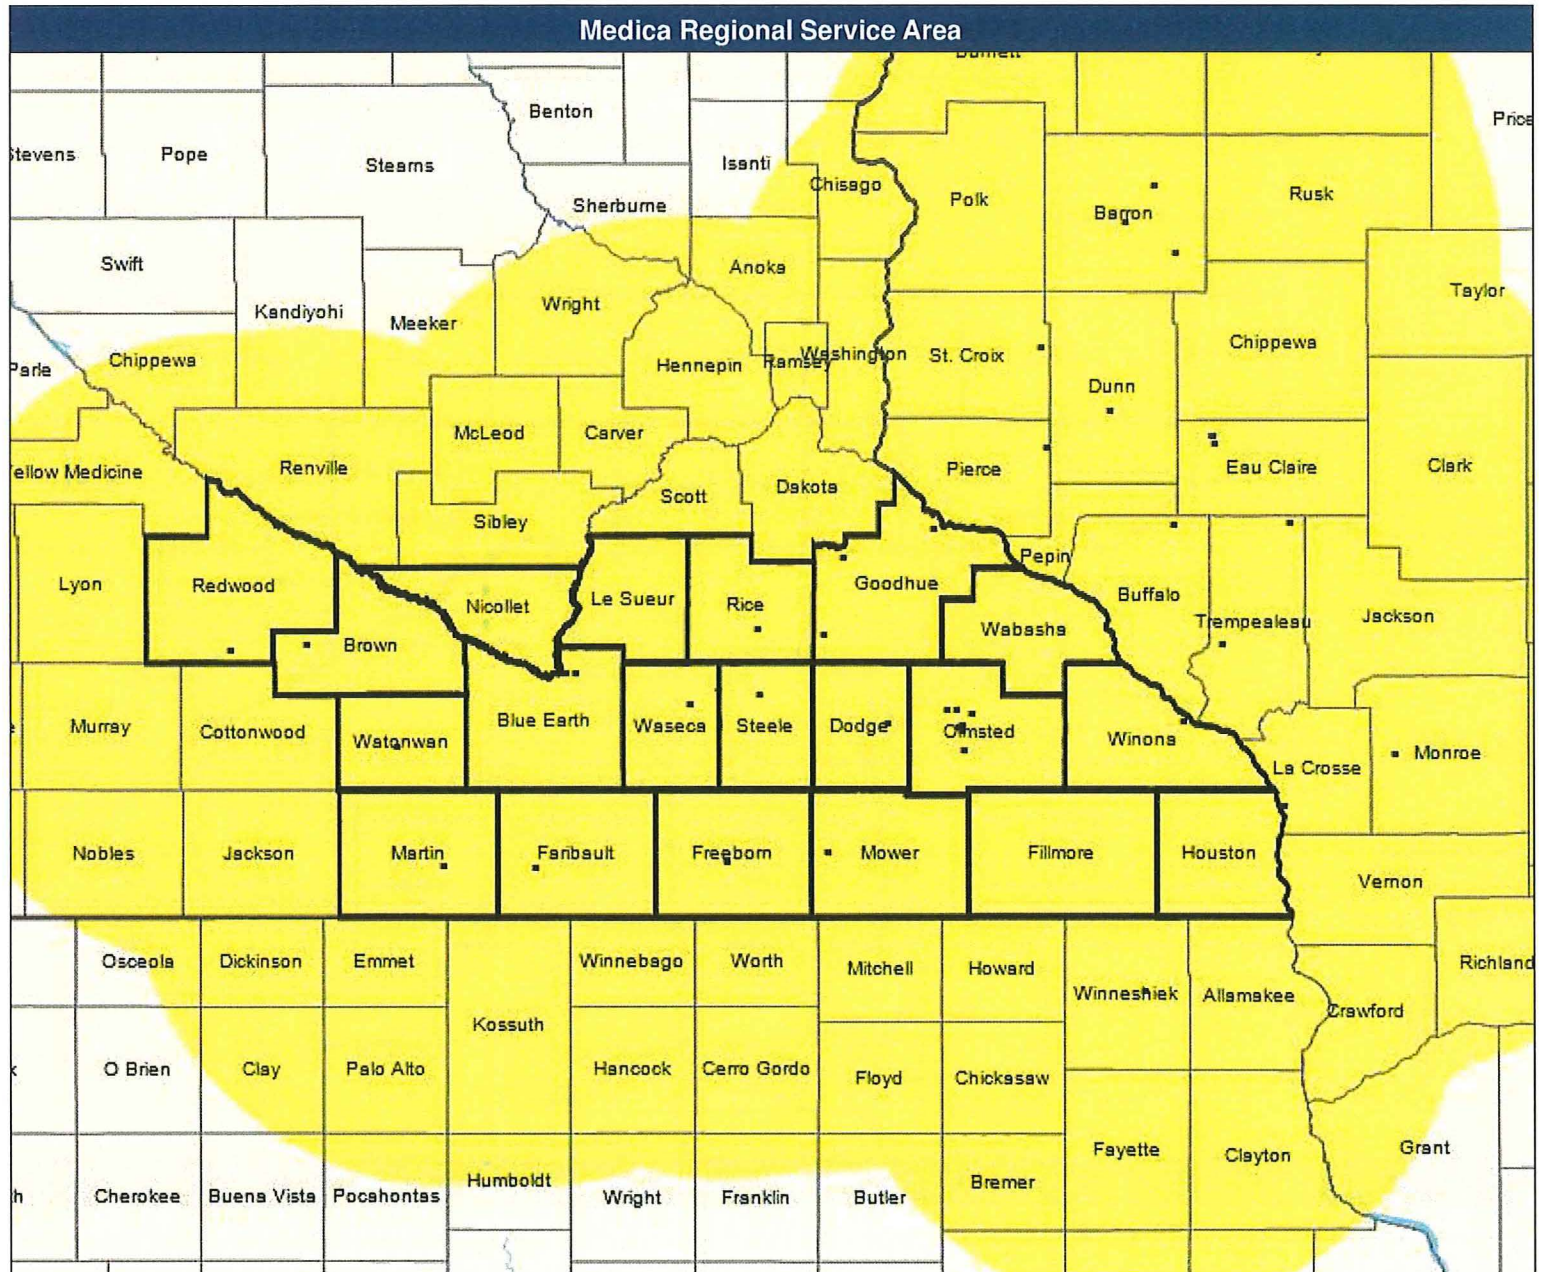 Medica Regional Service Area
Benton
Price
Stevens
Pope
Stearns
Isanti
Chisago
Polk
Barron
Rusk
Sherburne
Swift
Anoka
Taylor
Kandiyohi
Wright
Meeker
Chippewa
Parle
Hennepin
Ramsey
Washington
St. Croix
Chippewa
Dunn
McLeod
Carver
Renville
ellow Medicine
Pierce
Eau Claire
Clark
Scott
Dakota
Sibley
Pepin
Lyon
Redwood
Nicollet
Le Sueur
Rice
Goodhue
Buffalo
Trempealeau
Jackson
Brown
Wabasha
Murray
Cottonwood
Watonwan
Blue Earth
Waseca
Steele
Dodge
Olmsted
Winona
La Crosse
Monroe
Nobles
Jackson
Martin
Faribault
Freeborn
Mower
Fillmore
Houston
Vernon
Osceola
Dickinson
Emmet
Winnebago
Worth
Mitchell
Howard
Winneshiek
Allamakee
Crawford
Richland
Kossuth
O Brien
Clay
Palo Alto
Hancock
Cerro Gordo
Floyd
Chickasaw
Fayette
Clayton
Grant
Cherokee
Buena Vista
Pocahontas
Humboldt
Wright
Franklin
Butler
Bremer